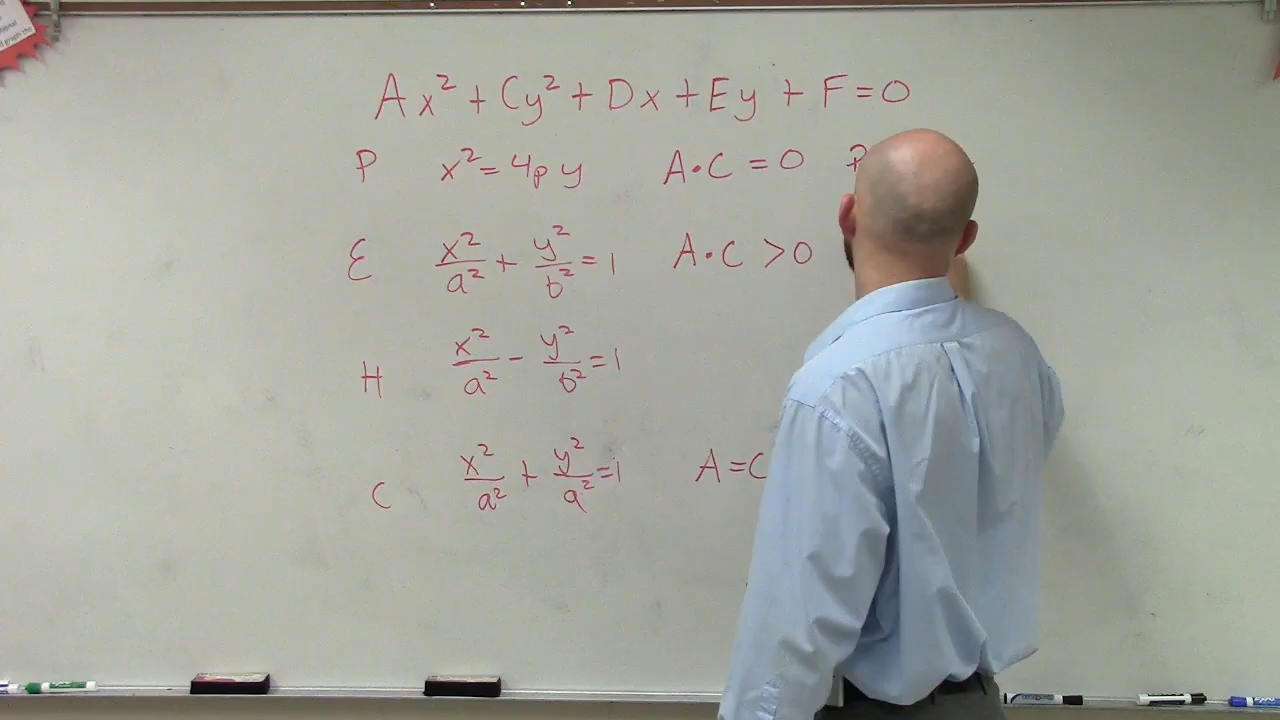 Ax² + Cy² + Dx + Ey + F = 0
P x² = 4py A·C = 0 P
E x²/a² + y²/b² = 1 A·C > 0
H x²/a² - y²/b² = 1
C x²/a² + y²/a² = 1 A = C